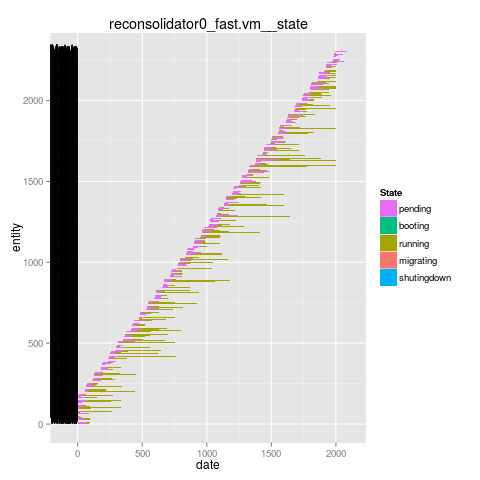 reconsolidator0_fast.vm__state
2000
1500
1000
500
0
entity
0 500 1000 1500 2000
date
State
pending
booting
running
migrating
shutingdown